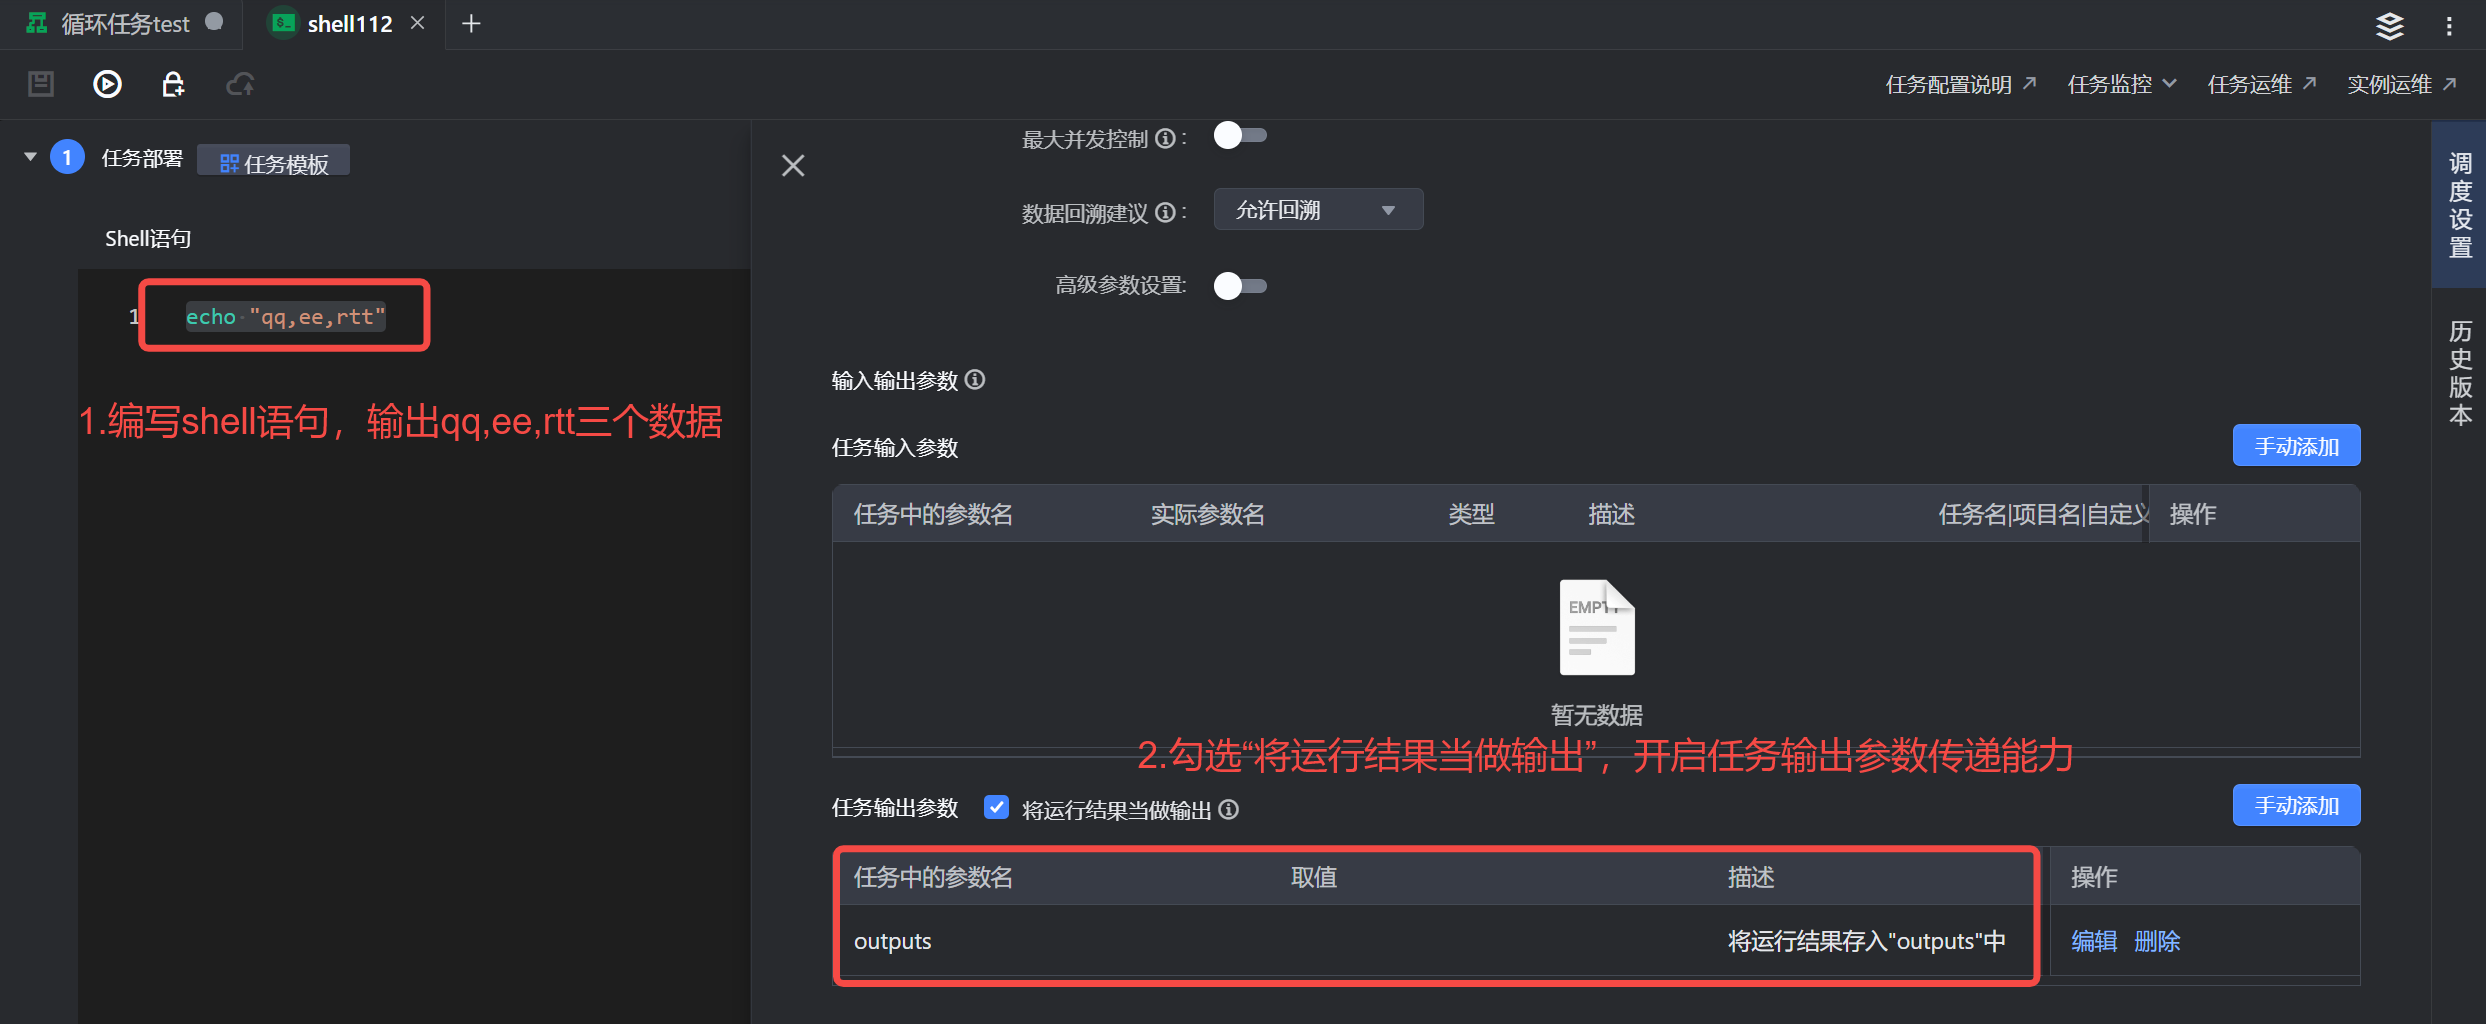 循环任务test
shell112
任务配置说明
任务监控
任务运维
实例运维
1
任务部署
任务模板
Shell语句
1
echo "qq,ee,rtt"
1.编写shell语句，输出qq,ee,rtt三个数据
最大并发控制 :
数据回溯建议 :
允许回溯
高级参数设置:
输入输出参数
任务输入参数
手动添加
任务中的参数名
实际参数名
类型
描述
任务名|项目名|自定义
操作
EMPTY
暂无数据
2.勾选“将运行结果当做输出”，开启任务输出参数传递能力
任务输出参数
将运行结果当做输出
手动添加
任务中的参数名
取值
描述
操作
outputs
将运行结果存入"outputs"中
编辑
删除
调度设置
历史版本